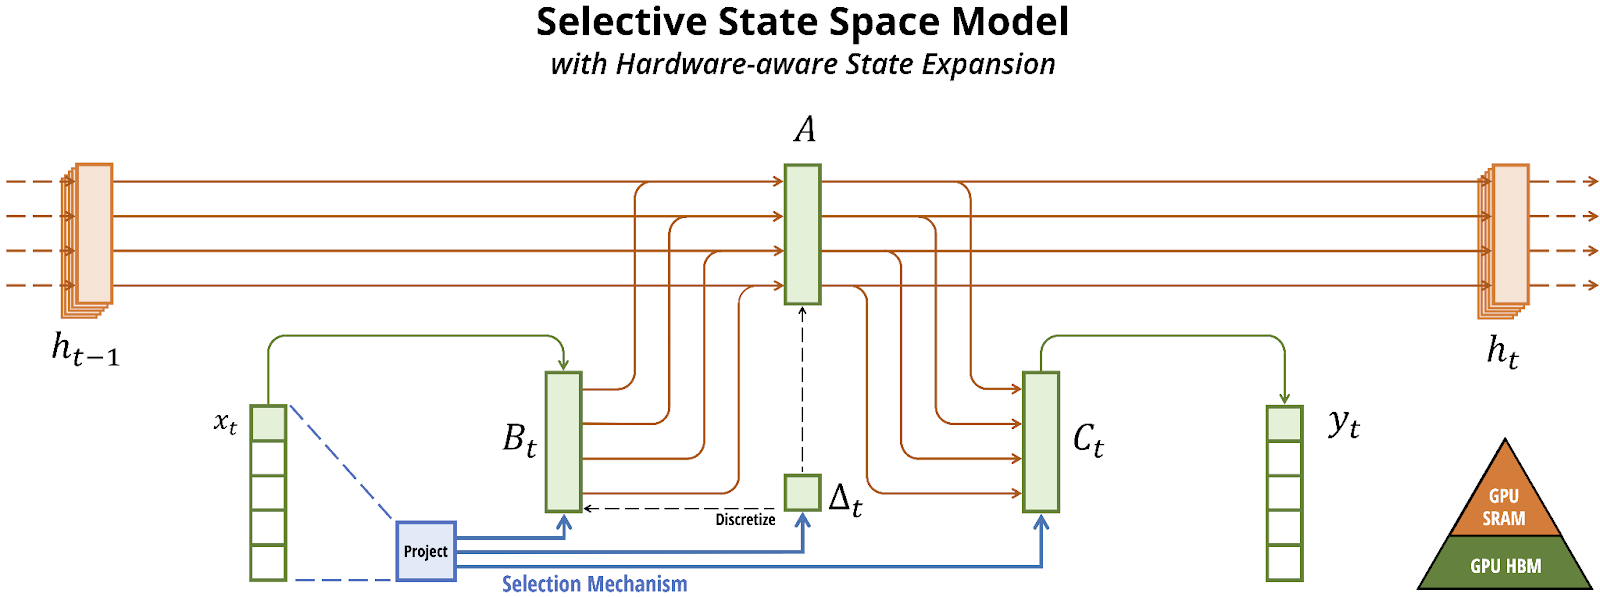 Selective State Space Model
with Hardware-aware State Expansion
A
h_{t-1}
h_t
x_t
B_t
C_t
y_t
Δ_t
Discretize
Project
Selection Mechanism
GPU
SRAM
GPU HBM